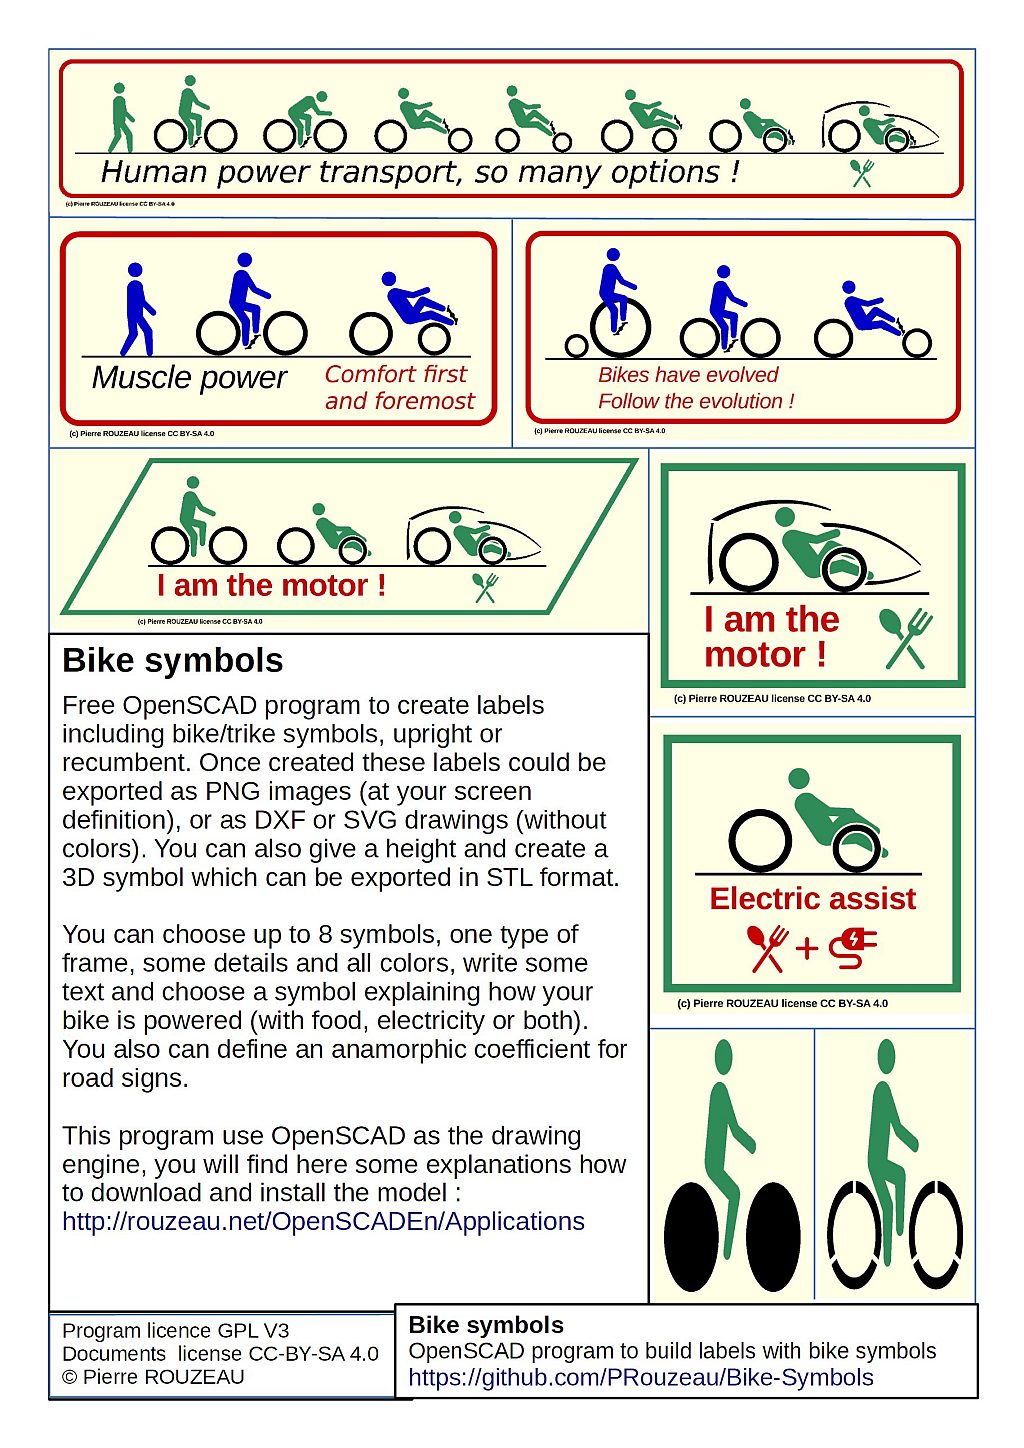 Human power transport, so many options !
(c) Pierre ROUZEAU license CC BY-SA 4.0
Muscle power
Comfort first
and foremost
(c) Pierre ROUZEAU license CC BY-SA 4.0
Bikes have evolved
Follow the evolution !
(c) Pierre ROUZEAU license CC BY-SA 4.0
I am the motor !
(c) Pierre ROUZEAU license CC BY-SA 4.0
I am the
motor !
(c) Pierre ROUZEAU license CC BY-SA 4.0
Electric assist
+
(c) Pierre ROUZEAU license CC BY-SA 4.0
Bike symbols
Free OpenSCAD program to create labels
including bike/trike symbols, upright or
recumbent. Once created these labels could be
exported as PNG images (at your screen
definition), or as DXF or SVG drawings (without
colors). You can also give a height and create a
3D symbol which can be exported in STL format.
You can choose up to 8 symbols, one type of
frame, some details and all colors, write some
text and choose a symbol explaining how your
bike is powered (with food, electricity or both).
You also can define an anamorphic coefficient for
road signs.
This program use OpenSCAD as the drawing
engine, you will find here some explanations how
to download and install the model :
http://rouzeau.net/OpenSCADEn/Applications
Program licence GPL V3
Documents  license CC-BY-SA 4.0
© Pierre ROUZEAU
Bike symbols
OpenSCAD program to build labels with bike symbols
https://github.com/PRouzeau/Bike-Symbols